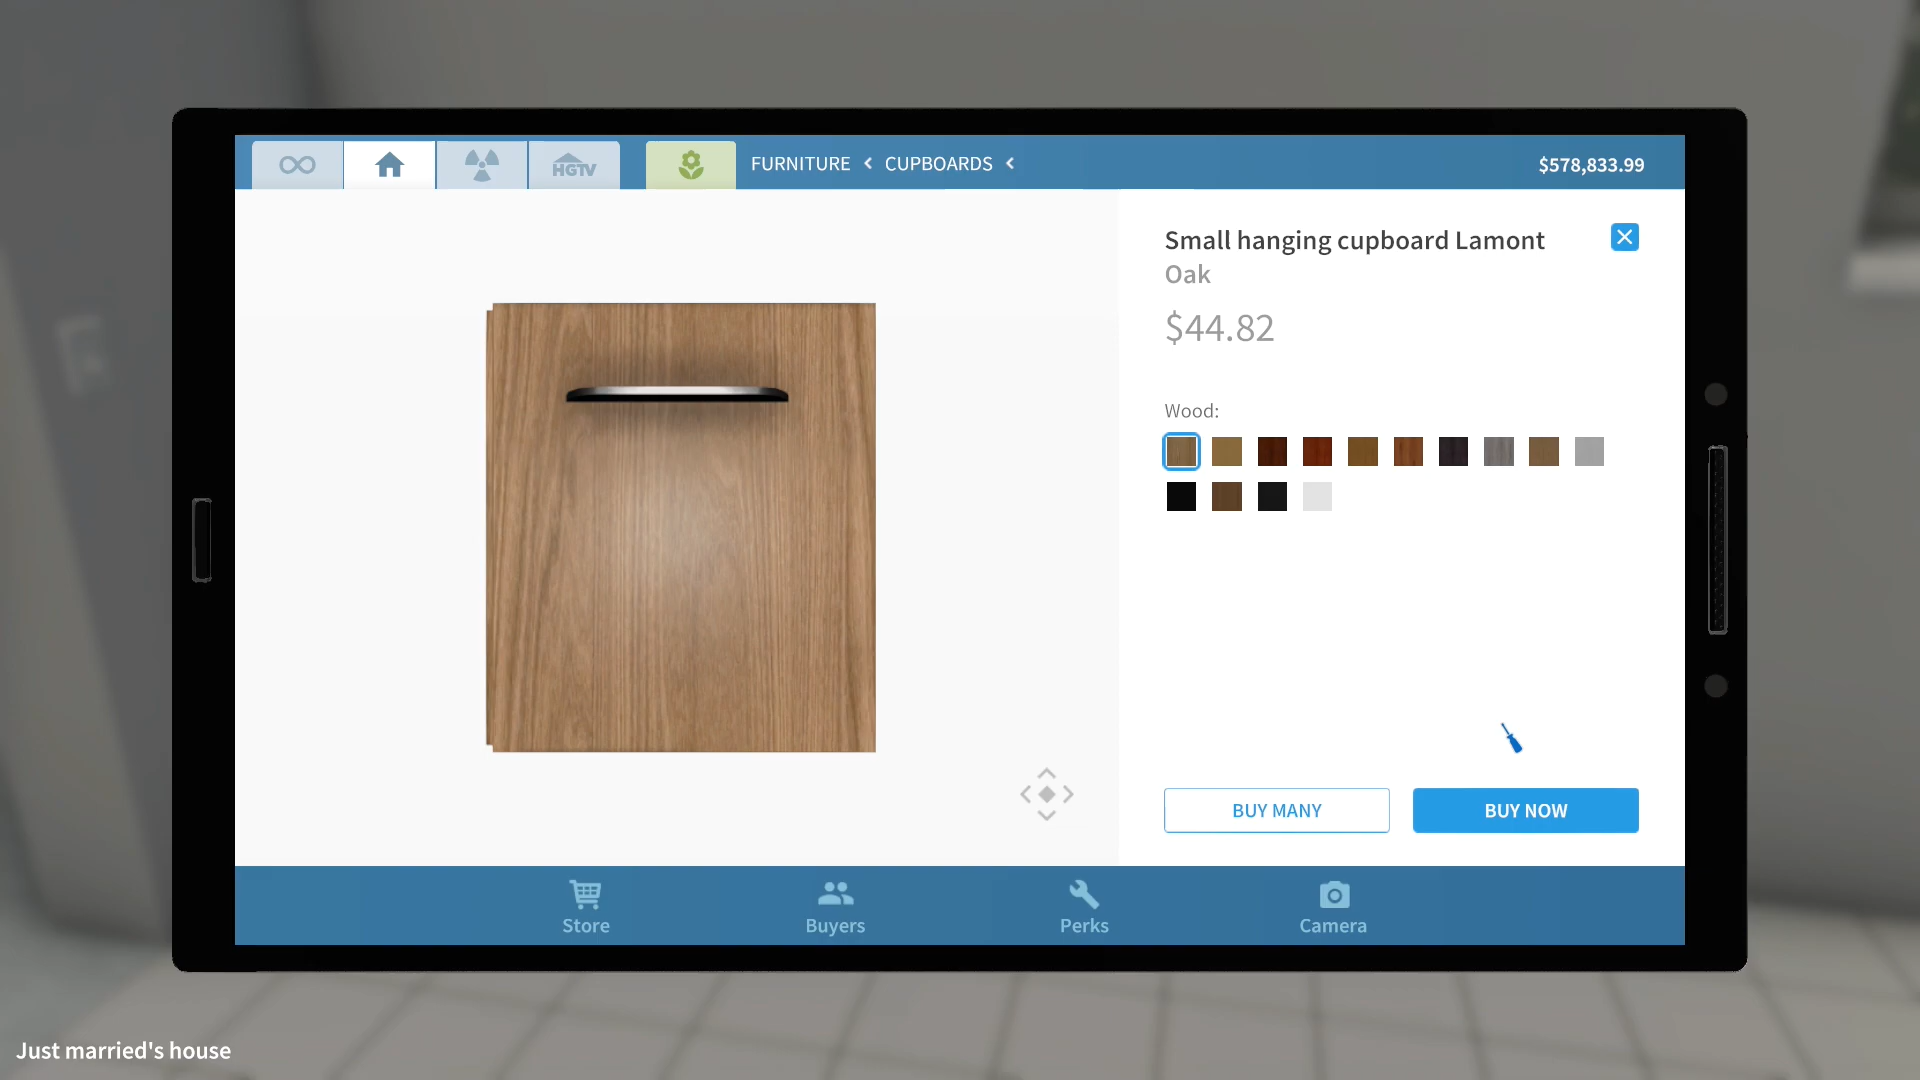 HGTV
FURNITURE < CUPBOARDS <
$578,833.99
Small hanging cupboard Lamont
Oak
$44.82
Wood:
BUY MANY
BUY NOW
Store
Buyers
Perks
Camera
Just married's house